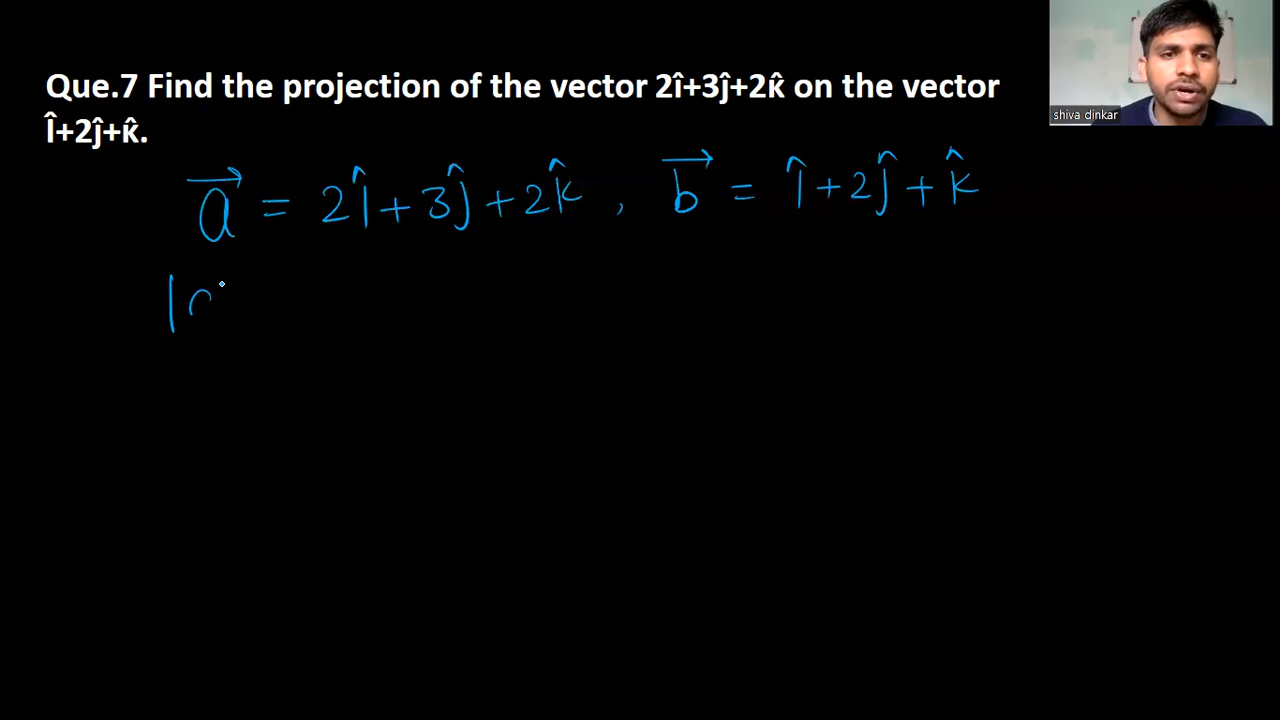 Que.7 Find the projection of the vector 2î+3ĵ+2k̂ on the vector
Î+2ĵ+k̂.
shiva dinkar
a⃗ = 2î+3ĵ+2k̂ , b⃗ = î+2ĵ+k̂